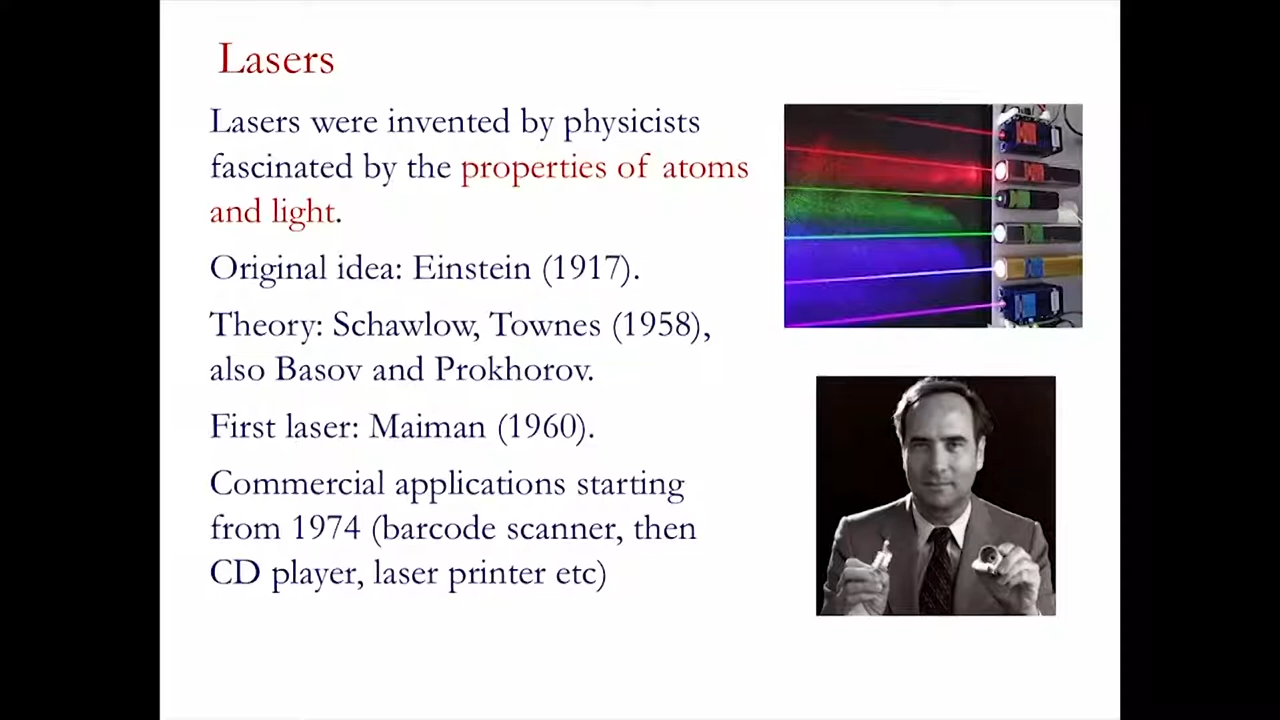 Lasers
Lasers were invented by physicists
fascinated by the properties of atoms
and light.
Original idea: Einstein (1917).
Theory: Schawlow, Townes (1958),
also Basov and Prokhorov.
First laser: Maiman (1960).
Commercial applications starting
from 1974 (barcode scanner, then
CD player, laser printer etc)